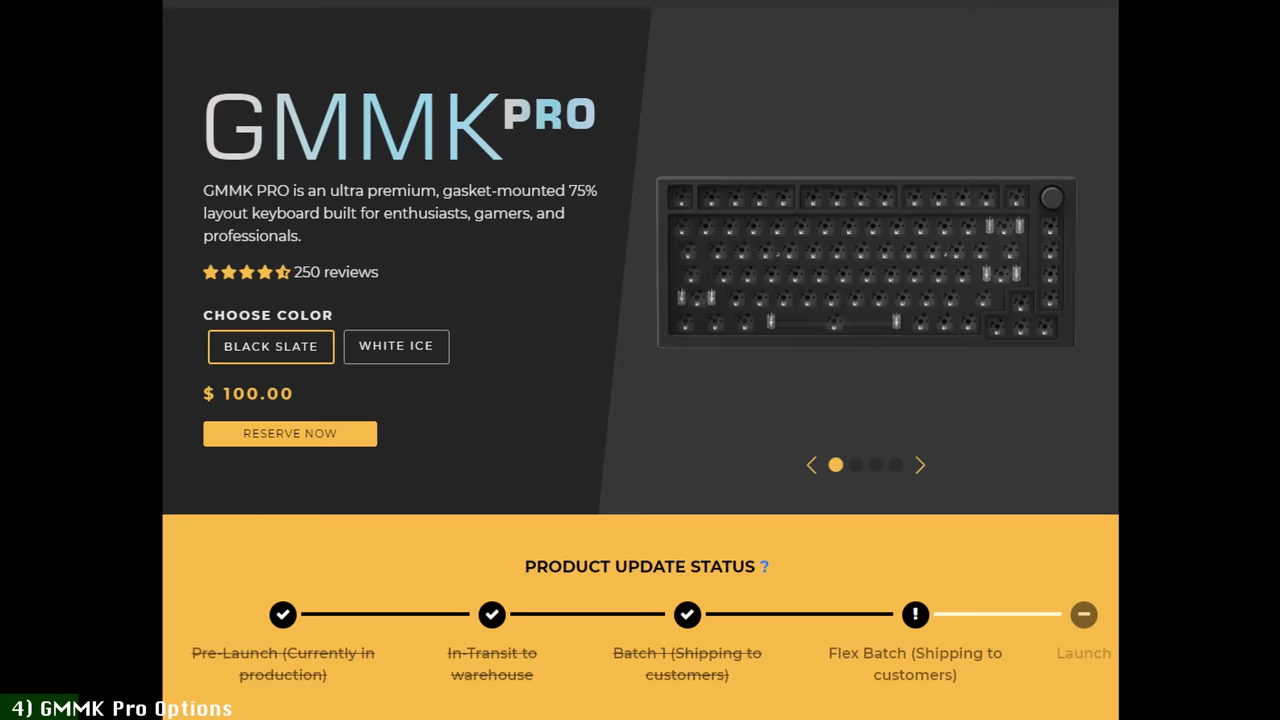 GMMK PRO
GMMK PRO is an ultra premium, gasket-mounted 75%
layout keyboard built for enthusiasts, gamers, and
professionals.
250 reviews
CHOOSE COLOR
BLACK SLATE
WHITE ICE
$ 100.00
RESERVE NOW
PRODUCT UPDATE STATUS ?
Pre-Launch (Currently in
production)
In-Transit to
warehouse
Batch 1 (Shipping to
customers)
Flex Batch (Shipping to
customers)
Launch
4) GMMK Pro Options